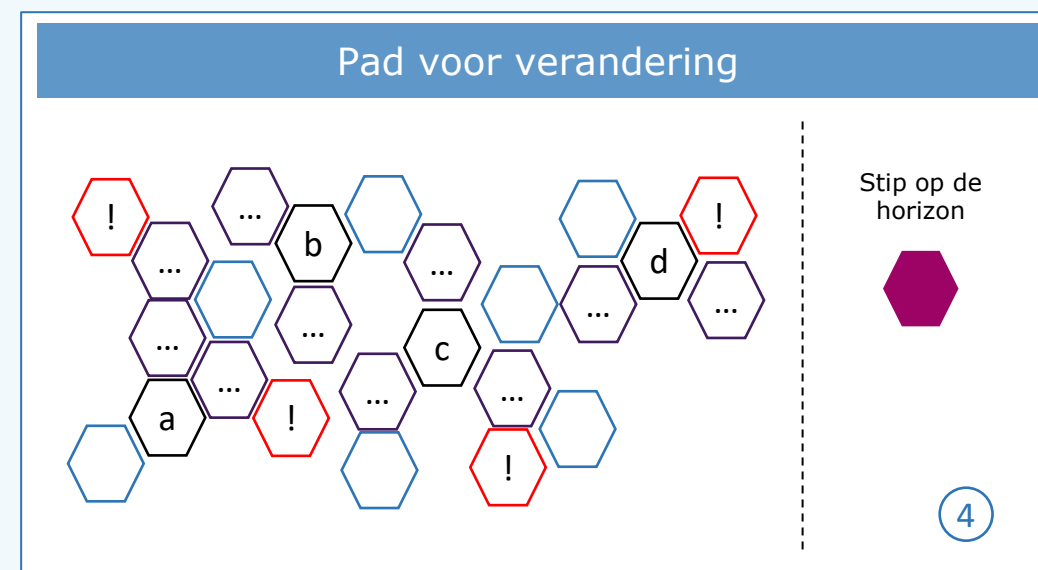 Pad voor verandering
! ... b ... d !
... ...
... ... ... c
... ... ...
a !
!
Stip op de
horizon
4